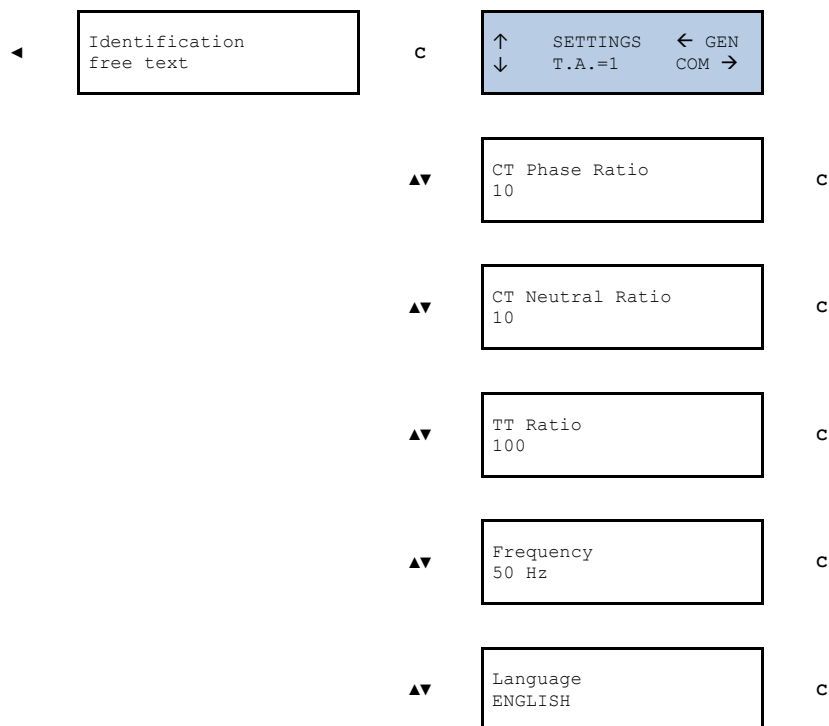 ◄ Identification C ↑ SETTINGS ← GEN
free text ↓ T.A.=1 COM →
▲▼ CT Phase Ratio C
10
▲▼ CT Neutral Ratio C
10
▲▼ TT Ratio C
100
▲▼ Frequency C
50 Hz
▲▼ Language C
ENGLISH